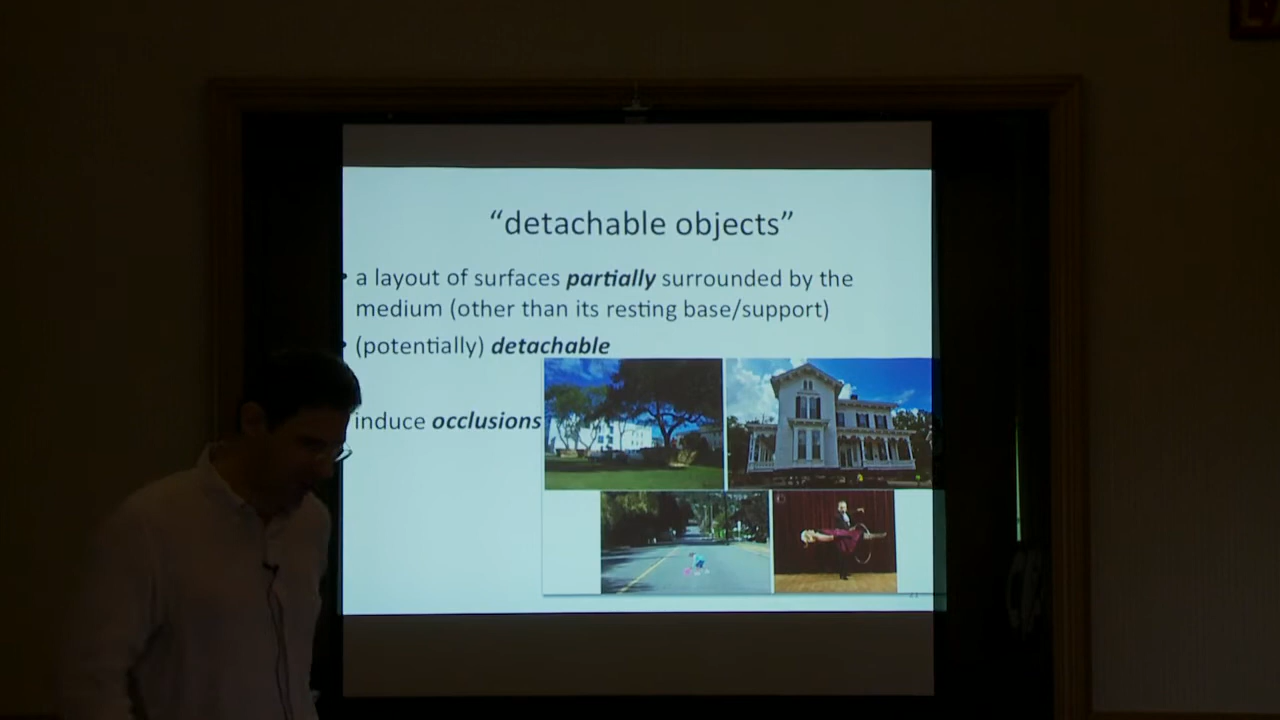 “detachable objects”
• a layout of surfaces partially surrounded by the
medium (other than its resting base/support)
• (potentially) detachable
induce occlusions